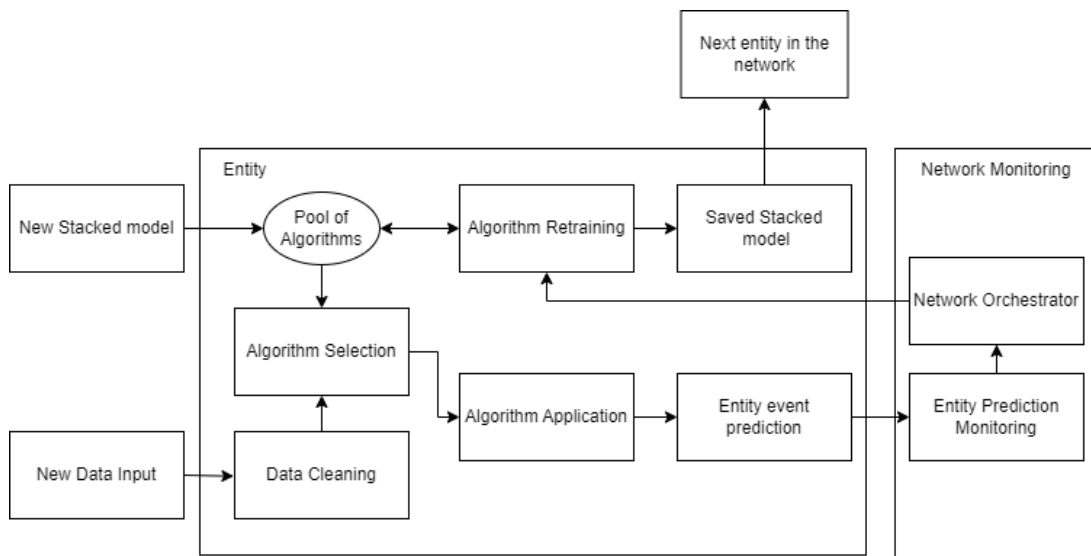 Next entity in the
network
Entity
Network Monitoring
New Stacked model
Pool of
Algorithms
Algorithm Retraining
Saved Stacked
model
Network Orchestrator
Algorithm Selection
Algorithm Application
Entity event
prediction
Entity Prediction
Monitoring
New Data Input
Data Cleaning